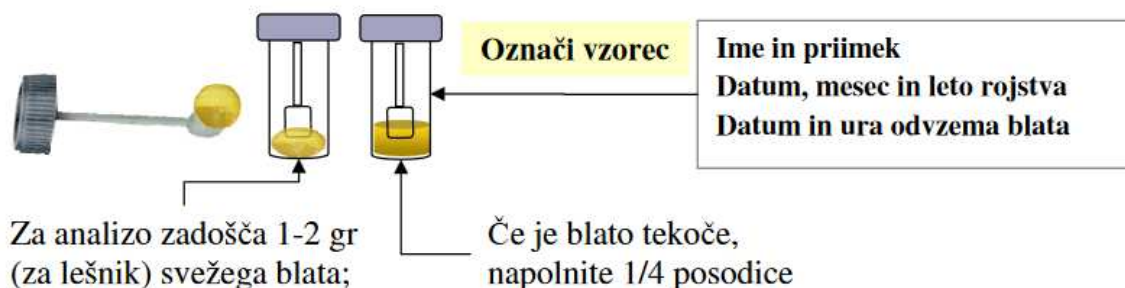 Označi vzorec
Ime in priimek
Datum, mesec in leto rojstva
Datum in ura odvzema blata
Za analizo zadošča 1-2 gr
(za lešnik) svežega blata;
Če je blato tekoče,
napolnite 1/4 posodice